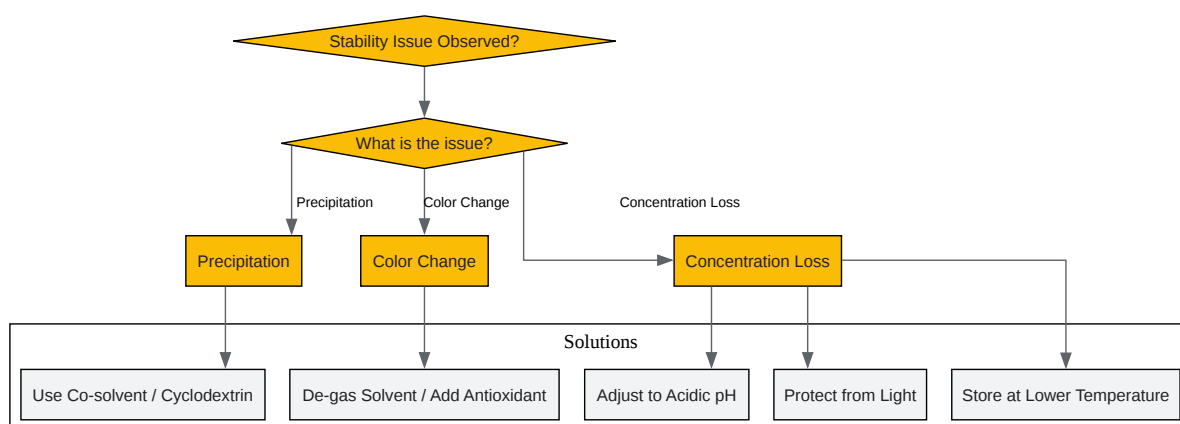 Stability Issue Observed?
What is the issue?
Precipitation
Color Change
Concentration Loss
Precipitation
Color Change
Concentration Loss
Solutions
Use Co-solvent / Cyclodextrin
De-gas Solvent / Add Antioxidant
Adjust to Acidic pH
Protect from Light
Store at Lower Temperature